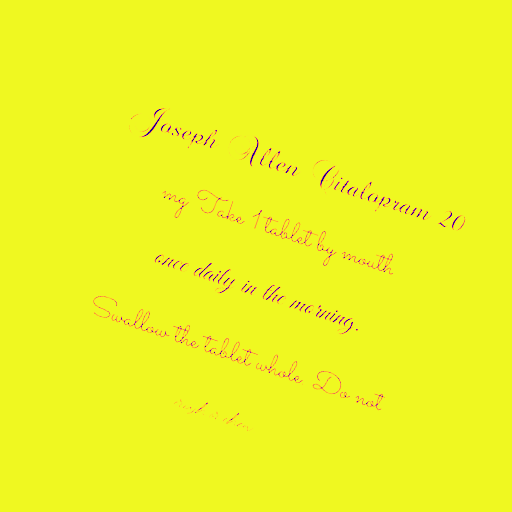 Joseph Allen Citalopram 20
mg Take 1 tablet by mouth
once daily in the morning.
Swallow the tablet whole Do not